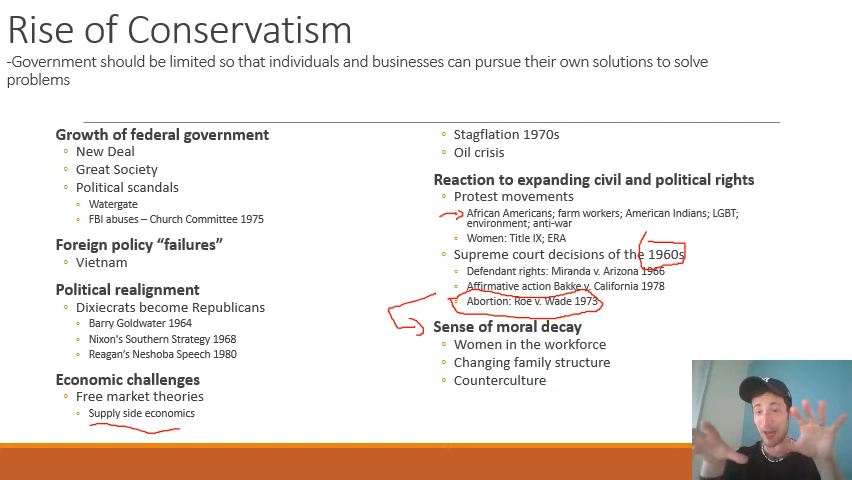 Rise of Conservatism
-Government should be limited so that individuals and businesses can pursue their own solutions to solve
problems
Growth of federal government
New Deal
Great Society
Political scandals
Watergate
FBI abuses – Church Committee 1975
Foreign policy “failures”
Vietnam
Political realignment
Dixiecrats become Republicans
Barry Goldwater 1964
Nixon's Southern Strategy 1968
Reagan’s Neshoba Speech 1980
Economic challenges
Free market theories
Supply side economics
Stagflation 1970s
Oil crisis
Reaction to expanding civil and political rights
Protest movements
African Americans; farm workers; American Indians; LGBT;
environment; anti-war
Women: Title IX; ERA
Supreme court decisions of the 1960s
Defendant rights: Miranda v. Arizona 1966
Affirmative action Bakke v. California 1978
Abortion: Roe v. Wade 1973
Sense of moral decay
Women in the workforce
Changing family structure
Counterculture